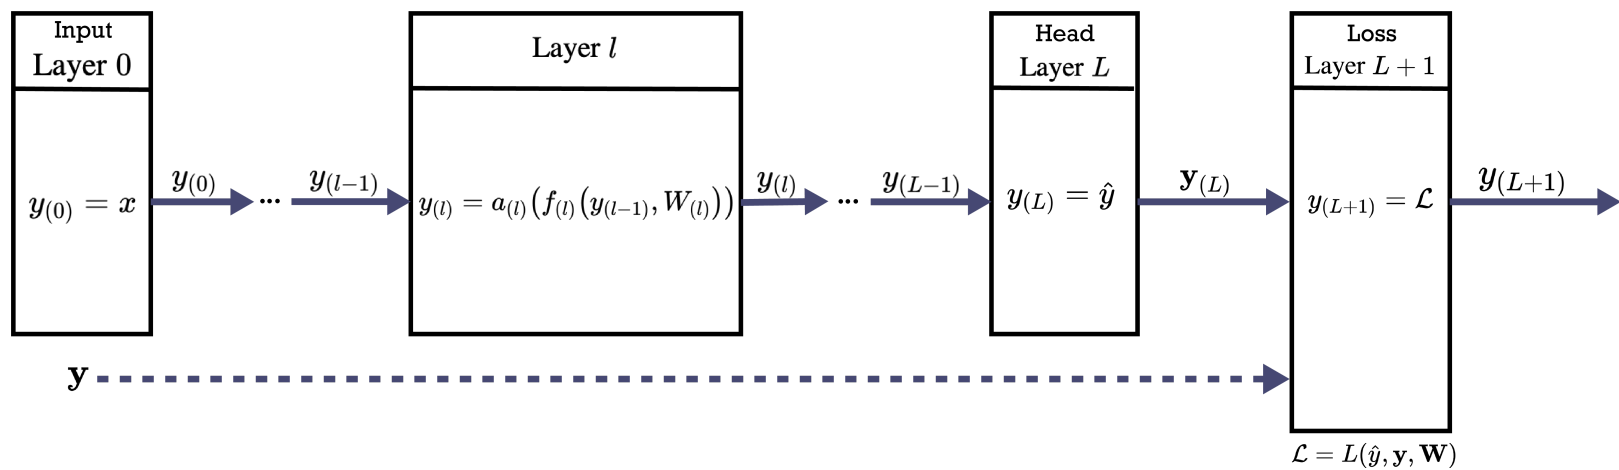 Input
Layer 0
y₍₀₎ = x
y₍₀₎
...
y₍l₋₁₎
Layer l
y₍l₎ = a₍l₎(f₍l₎(y₍l₋₁₎, W₍l₎))
y₍l₎
...
y₍L₋₁₎
Head
Layer L
y₍L₎ = ŷ
𝐲₍L₎
Loss
Layer L + 1
y₍L₊₁₎ = ℒ
y₍L₊₁₎
𝐲
ℒ = L(ŷ, 𝐲, 𝐖)